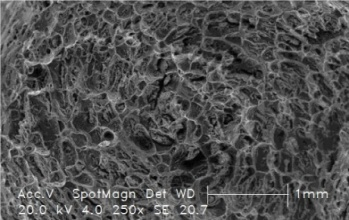 Acc.V SpotMagn Det WD 1mm
20.0 kV 4.0 250x SE 20.7